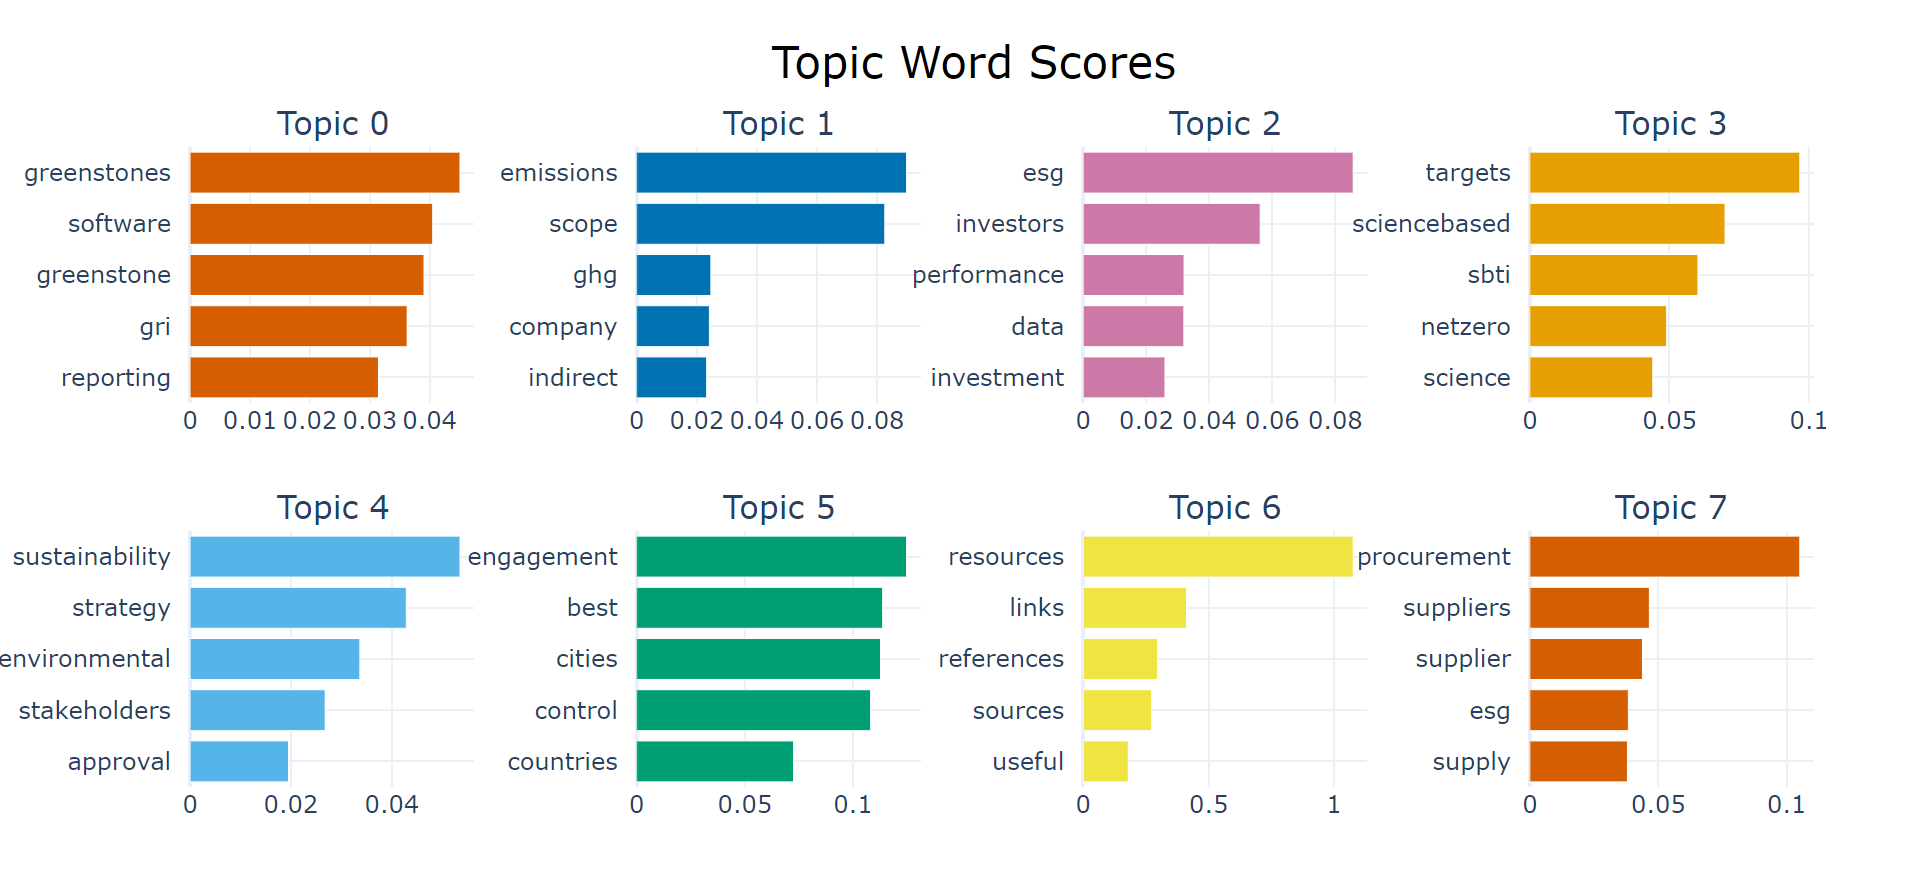 Topic Word Scores
Topic 0
Topic 1
Topic 2
Topic 3
greenstones
software
greenstone
gri
reporting
0 0.01 0.02 0.03 0.04
emissions
scope
ghg
company
indirect
0 0.02 0.04 0.06 0.08
esg
investors
performance
data
investment
0 0.02 0.04 0.06 0.08
targets
sciencebased
sbti
netzero
science
0 0.05 0.1
Topic 4
Topic 5
Topic 6
Topic 7
sustainability
strategy
environmental
stakeholders
approval
0 0.02 0.04
engagement
best
cities
control
countries
0 0.05 0.1
resources
links
references
sources
useful
0 0.5 1
procurement
suppliers
supplier
esg
supply
0 0.05 0.1